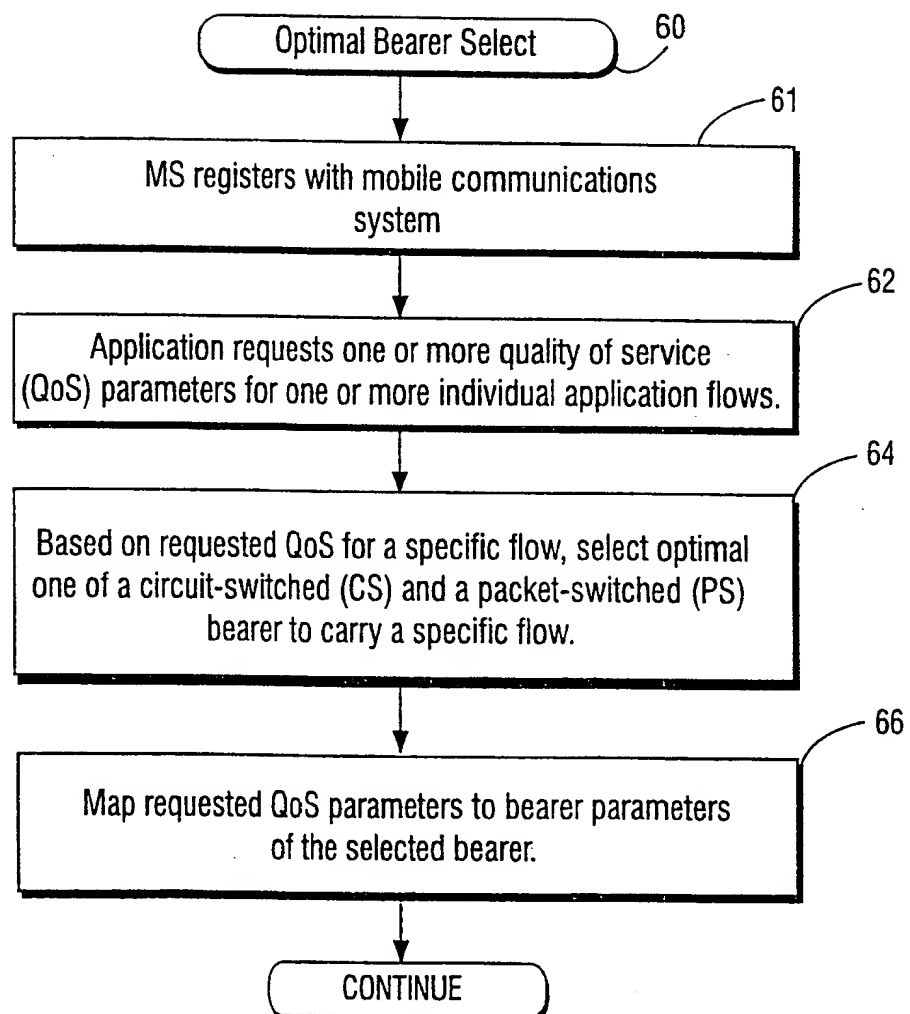 Optimal Bearer Select
60
61
MS registers with mobile communications
system
62
Application requests one or more quality of service
(QoS) parameters for one or more individual application flows.
64
Based on requested QoS for a specific flow, select optimal
one of a circuit-switched (CS) and a packet-switched (PS)
bearer to carry a specific flow.
66
Map requested QoS parameters to bearer parameters
of the selected bearer.
CONTINUE